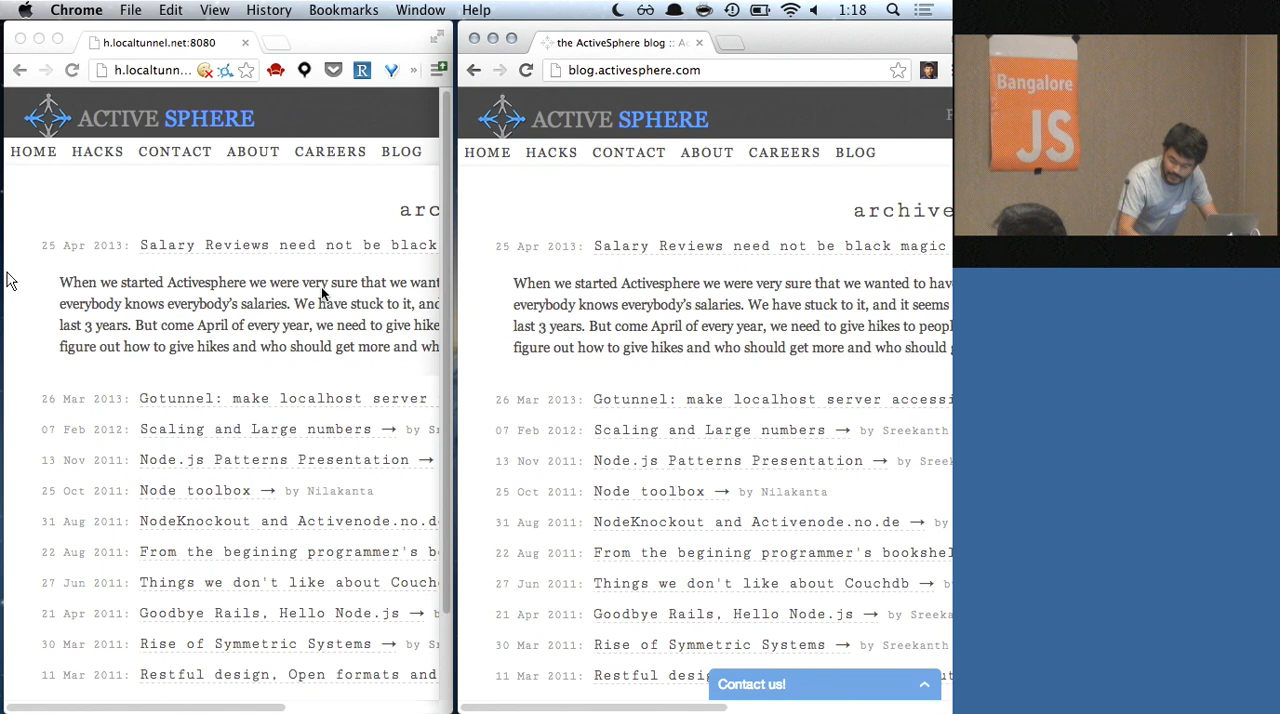 Chrome File Edit View History Bookmarks Window Help 1:18
h.localtunnel.net:8080
h.localtunn...
ACTIVE SPHERE
HOME HACKS CONTACT ABOUT CAREERS BLOG
arc
25 Apr 2013: Salary Reviews need not be black
When we started Activesphere we were very sure that we want
everybody knows everybody's salaries. We have stuck to it, and
last 3 years. But come April of every year, we need to give hike
figure out how to give hikes and who should get more and wh
26 Mar 2013: Gotunnel: make localhost server
07 Feb 2012: Scaling and Large numbers → by Sr
13 Nov 2011: Node.js Patterns Presentation →
25 Oct 2011: Node toolbox → by Nilakanta
31 Aug 2011: NodeKnockout and Activenode.no.de
22 Aug 2011: From the begining programmer's bo
27 Jun 2011: Things we don't like about Couch
21 Apr 2011: Goodbye Rails, Hello Node.js → b
30 Mar 2011: Rise of Symmetric Systems → by Sr
11 Mar 2011: Restful design, Open formats and
the ActiveSphere blog :: Ac
blog.activesphere.com
ACTIVE SPHERE
HOME HACKS CONTACT ABOUT CAREERS BLOG
archive
25 Apr 2013: Salary Reviews need not be black magic
When we started Activesphere we were very sure that we wanted to have
everybody knows everybody's salaries. We have stuck to it, and it seems
last 3 years. But come April of every year, we need to give hikes to peopl
figure out how to give hikes and who should get more and who should g
26 Mar 2013: Gotunnel: make localhost server accessi
07 Feb 2012: Scaling and Large numbers → by Sreekanth
13 Nov 2011: Node.js Patterns Presentation → by Sreek
25 Oct 2011: Node toolbox → by Nilakanta
31 Aug 2011: NodeKnockout and Activenode.no.de → by
22 Aug 2011: From the begining programmer's bookshel
27 Jun 2011: Things we don't like about Couchdb → by
21 Apr 2011: Goodbye Rails, Hello Node.js → by Sreeka
30 Mar 2011: Rise of Symmetric Systems → by Sreekanth
11 Mar 2011: Restful desig
Contact us!
Bangalore
JS